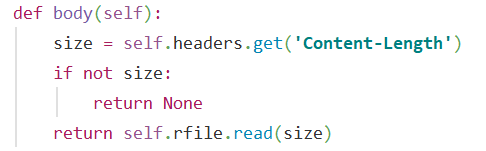 def body(self):
    size = self.headers.get('Content-Length')
    if not size:
        return None
    return self.rfile.read(size)